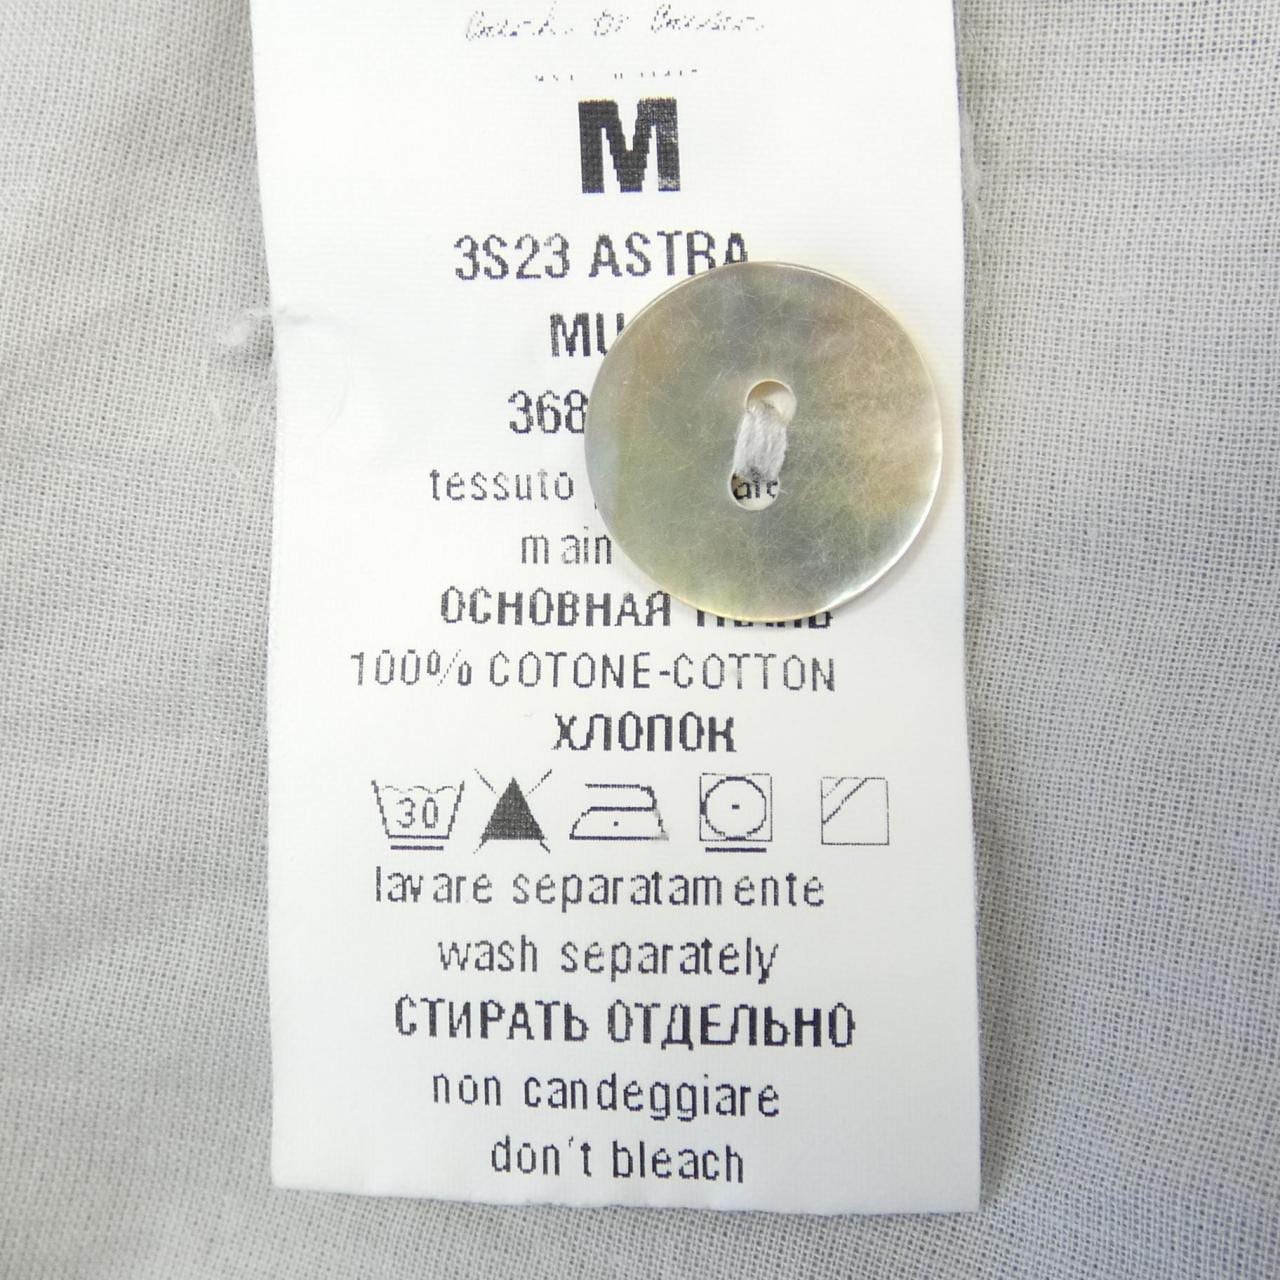 M
3S23 ASTRA
MU
368
tessuto
main
ОСНОВНАЯ ТКАНЬ
100% COTONE-COTTON
ХЛОПОК
30
lavare separatamente
wash separately
СТИРАТЬ ОТДЕЛЬНО
non candeggiare
don't bleach